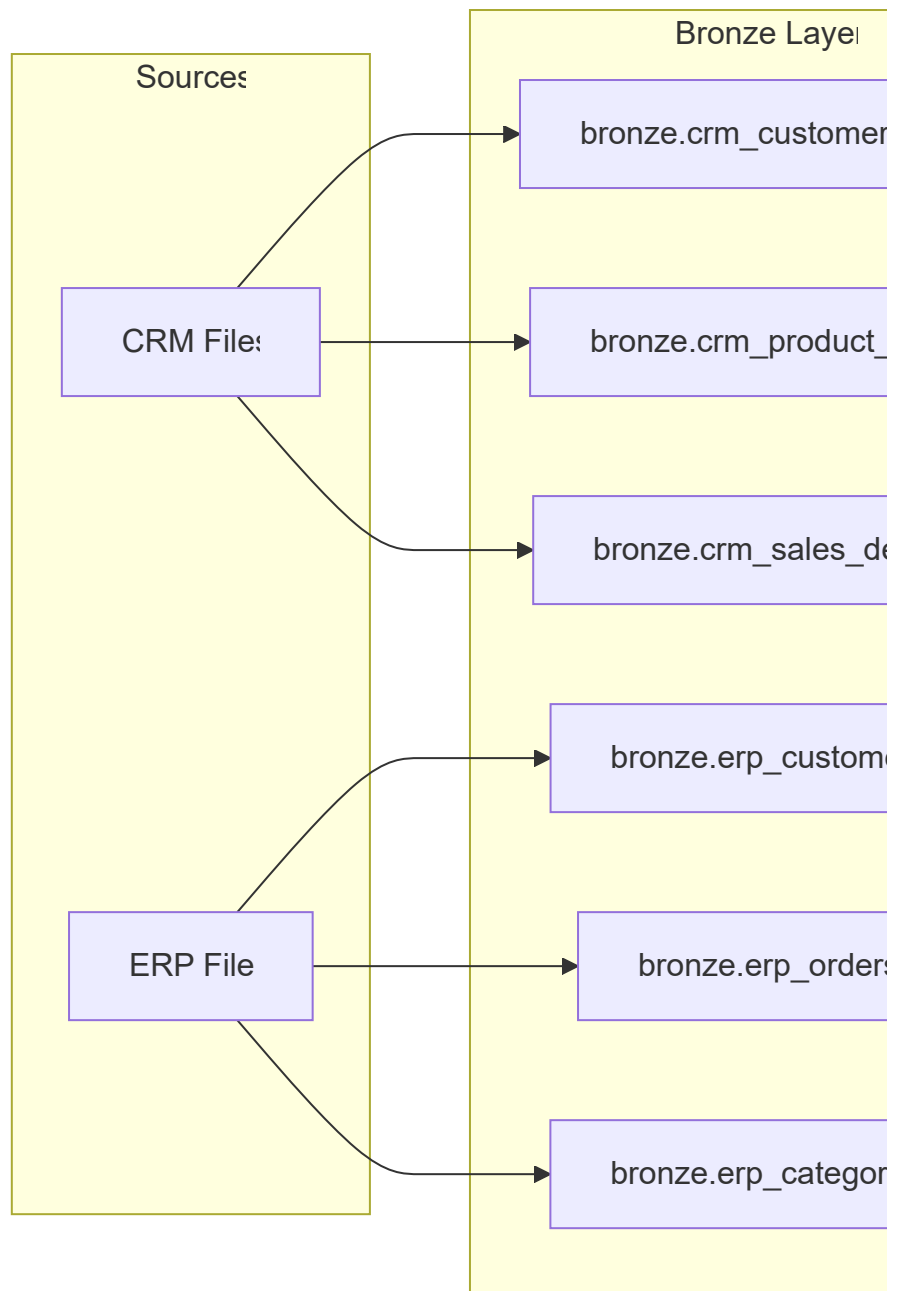 Sources
Bronze Layer
bronze.crm_customer
CRM Files
bronze.crm_product_
bronze.crm_sales_de
bronze.erp_custome
ERP File
bronze.erp_orders
bronze.erp_categor